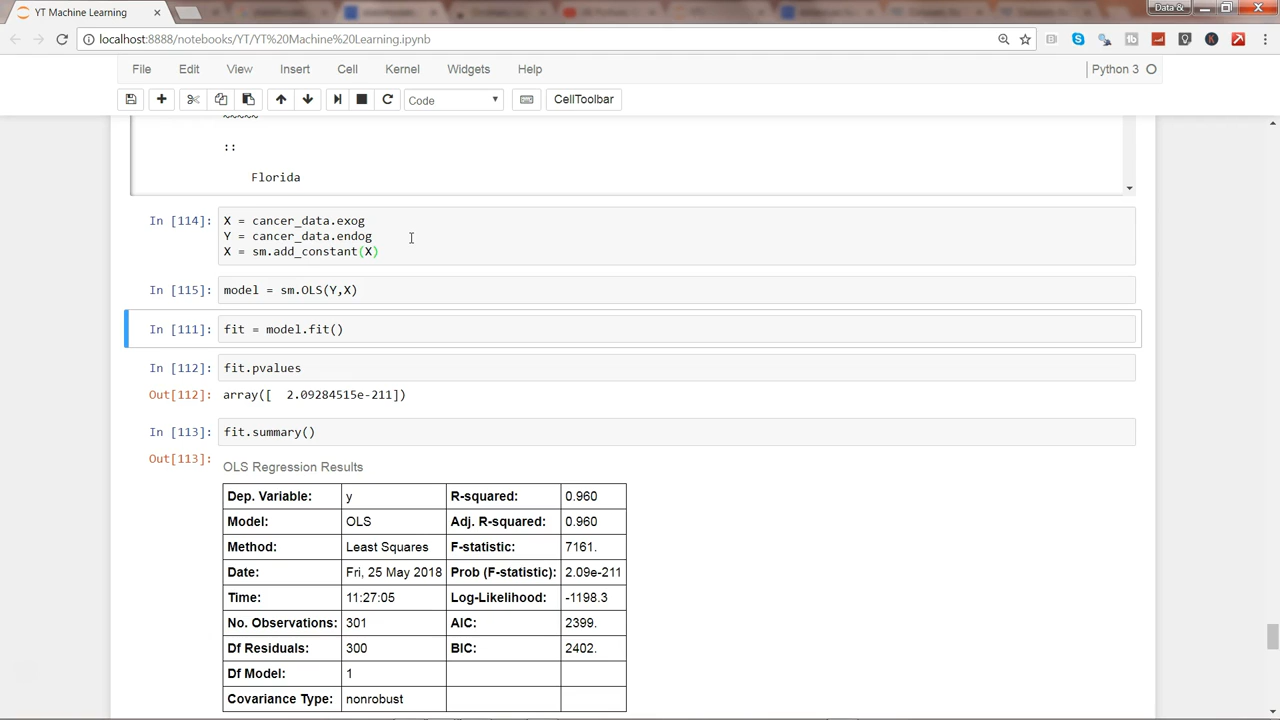 YT Machine Learning
Data &
localhost:8888/notebooks/YT/YT%20Machine%20Learning.ipynb
File Edit View Insert Cell Kernel Widgets Help Python 3
Code CellToolbar
~~~~~
::
Florida
In [114]: X = cancer_data.exog
Y = cancer_data.endog
X = sm.add_constant(X)
In [115]: model = sm.OLS(Y,X)
In [111]: fit = model.fit()
In [112]: fit.pvalues
Out[112]: array([ 2.09284515e-211])
In [113]: fit.summary()
Out[113]:
OLS Regression Results
Dep. Variable: y R-squared: 0.960
Model: OLS Adj. R-squared: 0.960
Method: Least Squares F-statistic: 7161.
Date: Fri, 25 May 2018 Prob (F-statistic): 2.09e-211
Time: 11:27:05 Log-Likelihood: -1198.3
No. Observations: 301 AIC: 2399.
Df Residuals: 300 BIC: 2402.
Df Model: 1
Covariance Type: nonrobust